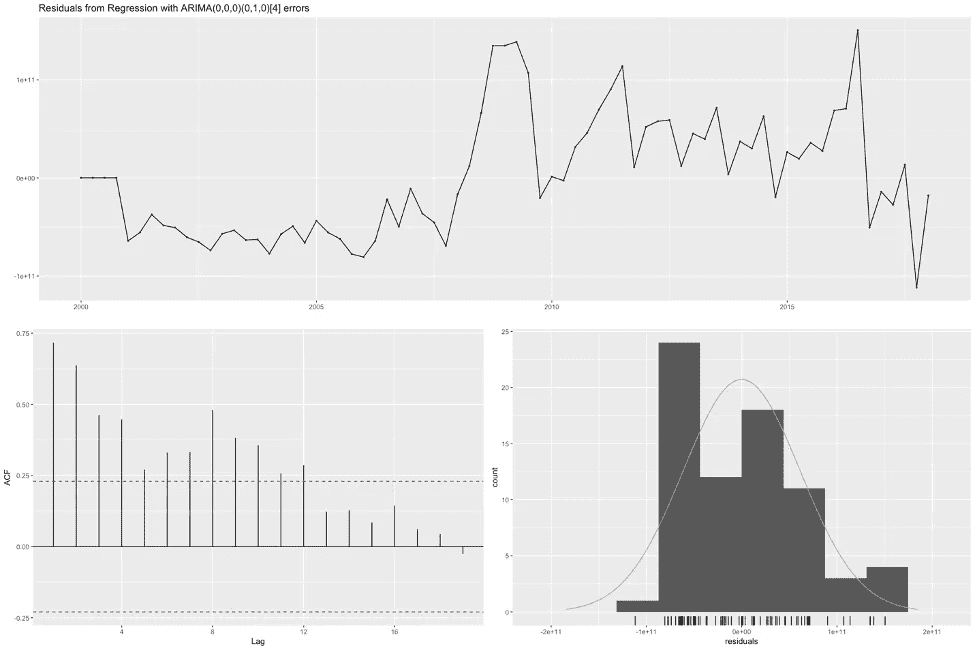 Residuals from Regression with ARIMA(0,0,0)(0,1,0)[4] errors
1e+11
0e+00
-1e+11
2000 2005 2010 2015
0.75
0.50
0.25
0.00
-0.25
ACF
4 8 12 16
Lag
25
20
15
10
5
0
count
-2e+11 -1e+11 0e+00 1e+11 2e+11
residuals